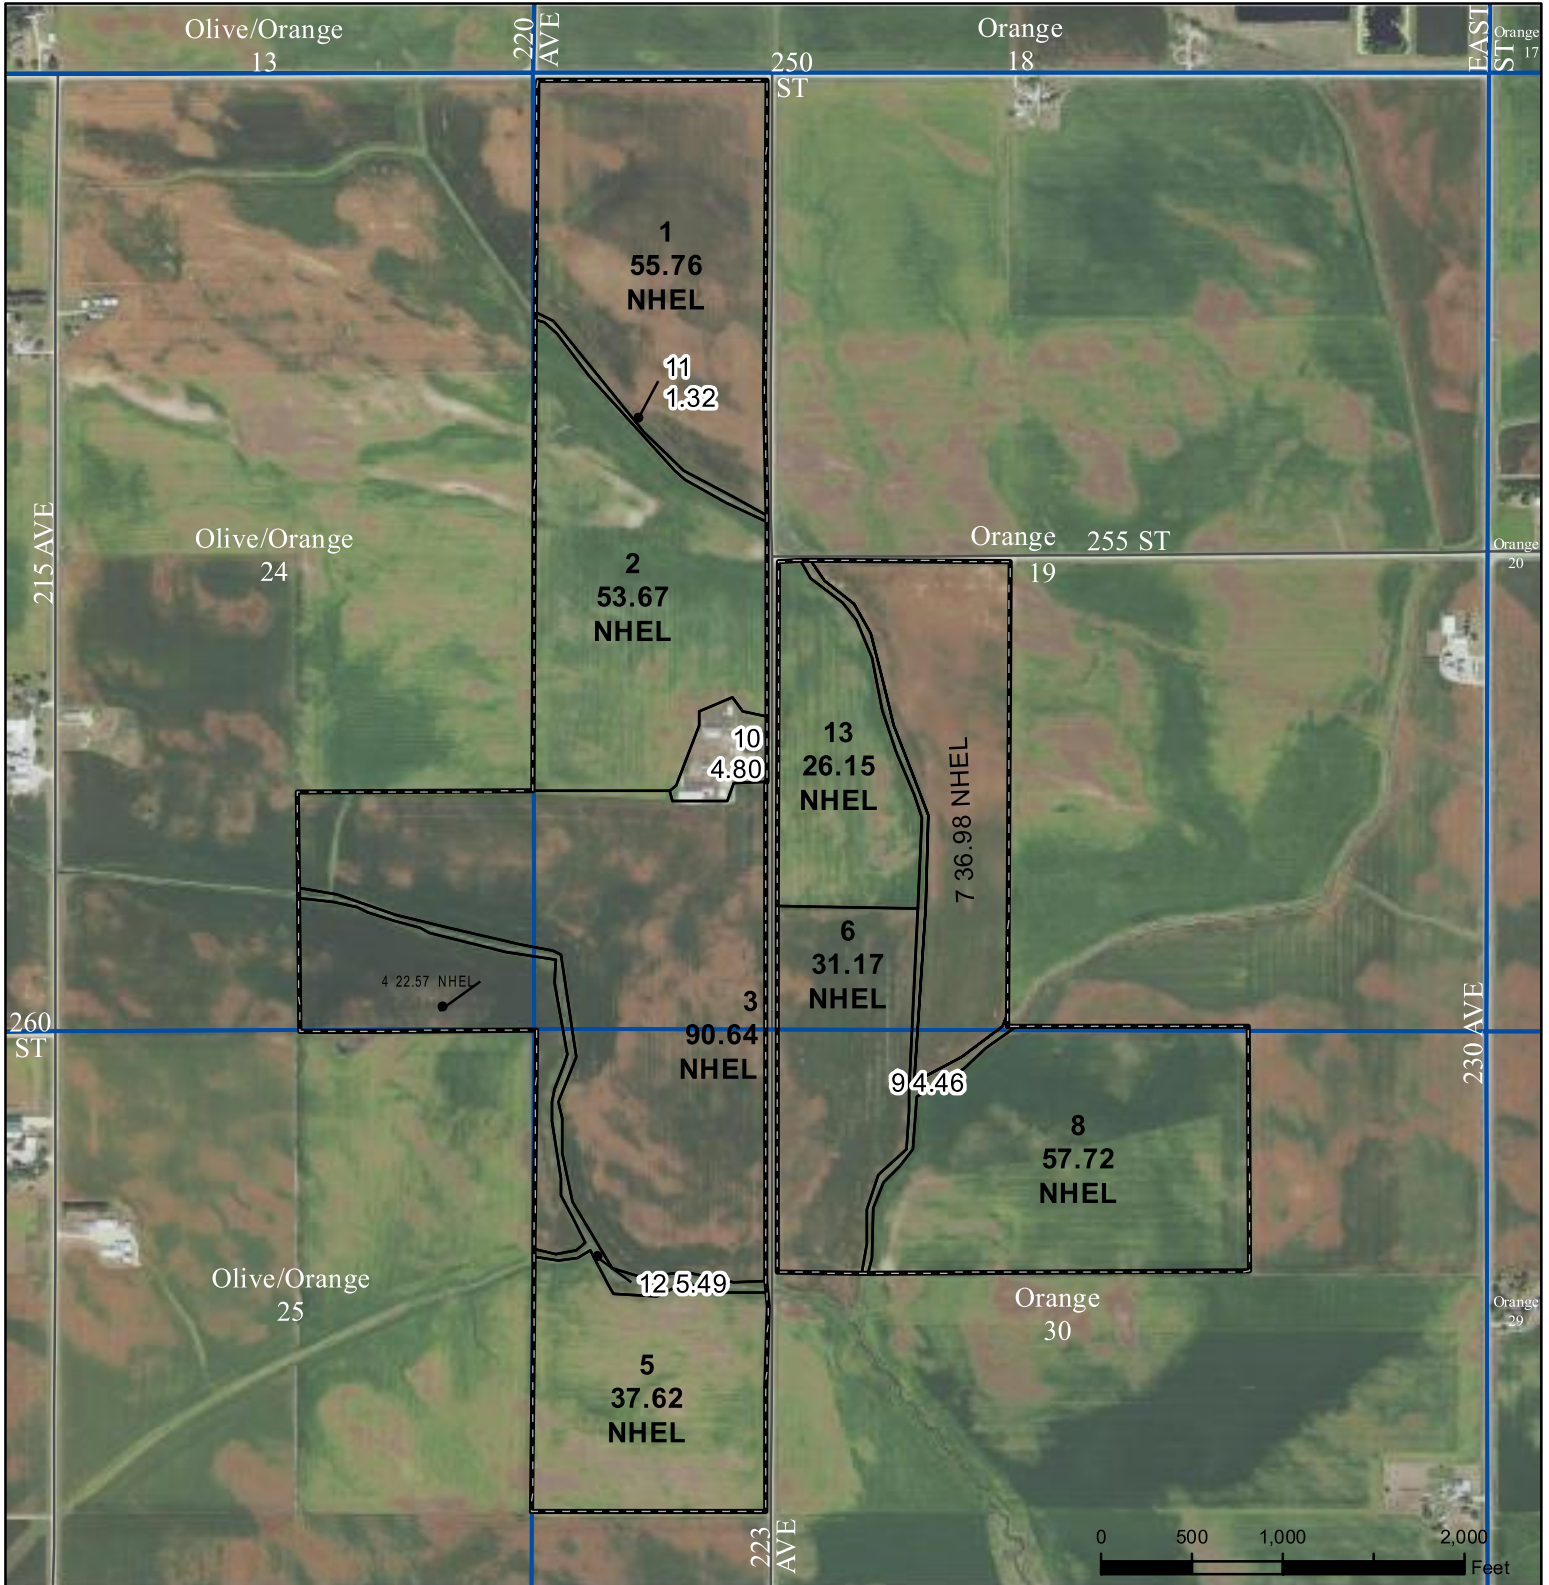 Olive/Orange
13
220
AVE
Orange
18
EAST
ST
Orange
17
250
ST
1
55.76
NHEL
11
1.32
215 AVE
Olive/Orange
24
2
53.67
NHEL
Orange
19
255 ST
Orange
20
10
4.80
13
26.15
NHEL
7 36.98 NHEL
6
31.17
NHEL
4 22.57 NHEL
3
90.64
NHEL
260
ST
230 AVE
9 4.46
8
57.72
NHEL
Olive/Orange
25
12 5.49
Orange
30
Orange
29
5
37.62
NHEL
223
AVE
0 500 1,000 2,000
Feet